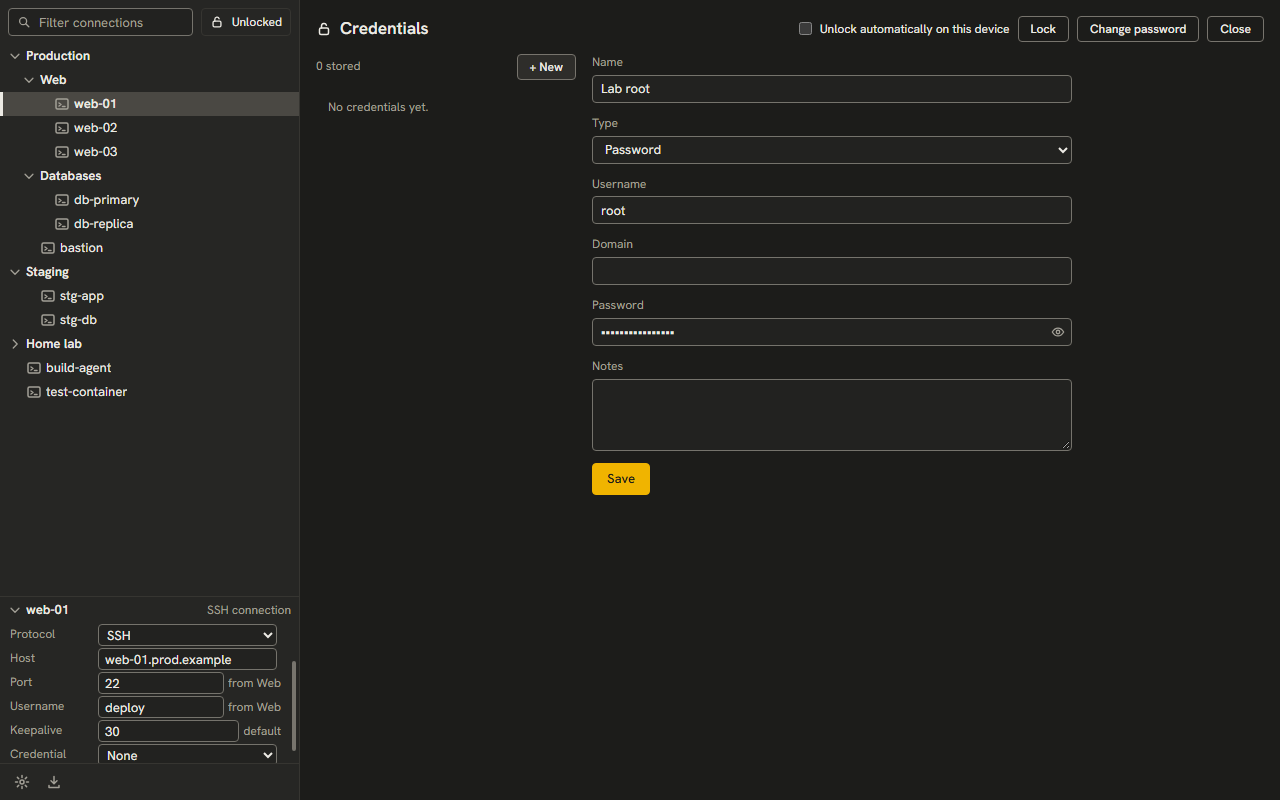 Filter connections
Unlocked
Production
Web
web-01
web-02
web-03
Databases
db-primary
db-replica
bastion
Staging
stg-app
stg-db
Home lab
build-agent
test-container
web-01
SSH connection
Protocol
SSH
Host
web-01.prod.example
Port
22
from Web
Username
deploy
from Web
Keepalive
30
default
Credential
None
Credentials
Unlock automatically on this device
Lock
Change password
Close
0 stored
+ New
No credentials yet.
Name
Lab root
Type
Password
Username
root
Domain
Password
Notes
Save